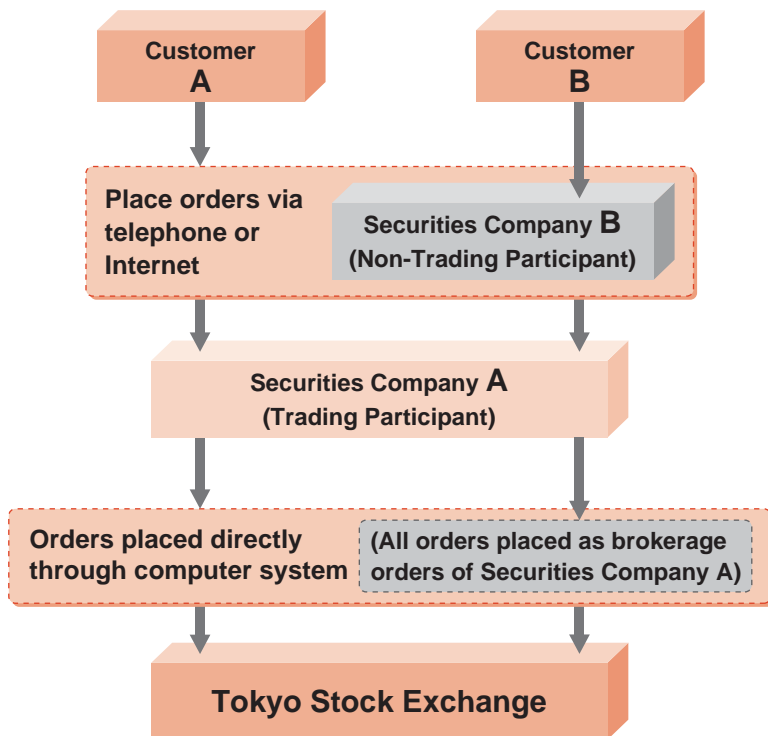 Customer
A
Customer
B
Place orders via
telephone or
Internet
Securities Company B
(Non-Trading Participant)
Securities Company A
(Trading Participant)
Orders placed directly
through computer system
(All orders placed as brokerage
orders of Securities Company A)
Tokyo Stock Exchange